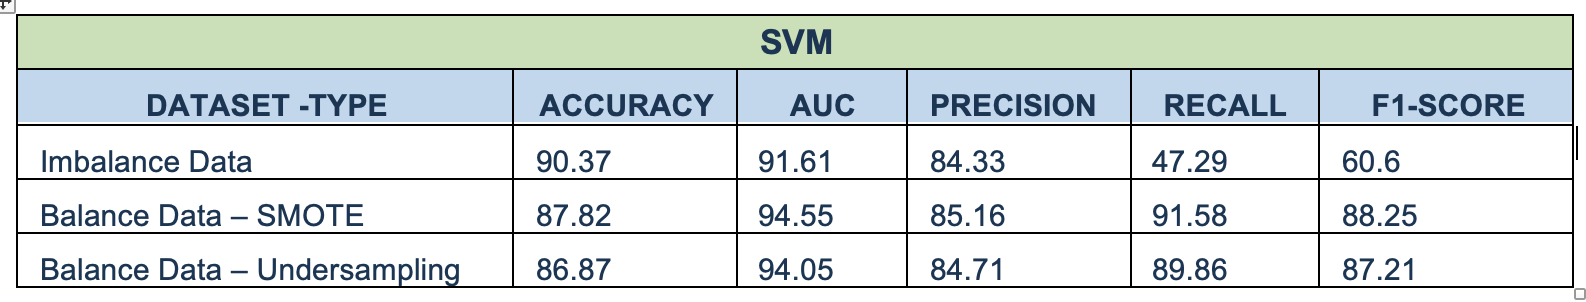 SVM
DATASET -TYPE ACCURACY AUC PRECISION RECALL F1-SCORE
Imbalance Data 90.37 91.61 84.33 47.29 60.6
Balance Data – SMOTE 87.82 94.55 85.16 91.58 88.25
Balance Data – Undersampling 86.87 94.05 84.71 89.86 87.21